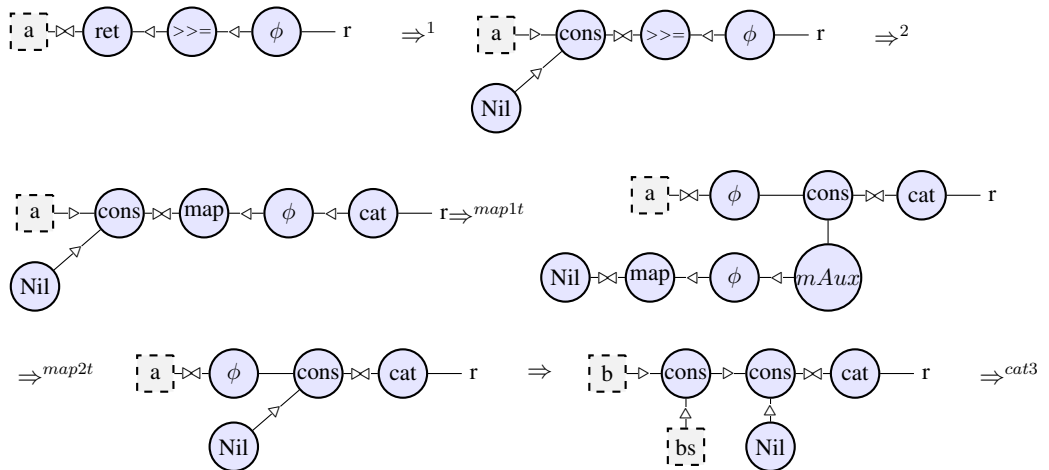 a ret >>= ϕ r ⇒¹ a cons >>= ϕ r ⇒²
Nil
a cons map ϕ cat r ⇒ᵐᵃᵖ¹ᵗ a ϕ cons cat r
Nil Nil map ϕ mAux
⇒ᵐᵃᵖ²ᵗ a ϕ cons cat r ⇒ b cons cons cat r ⇒ᶜᵃᵗ³
Nil bs Nil